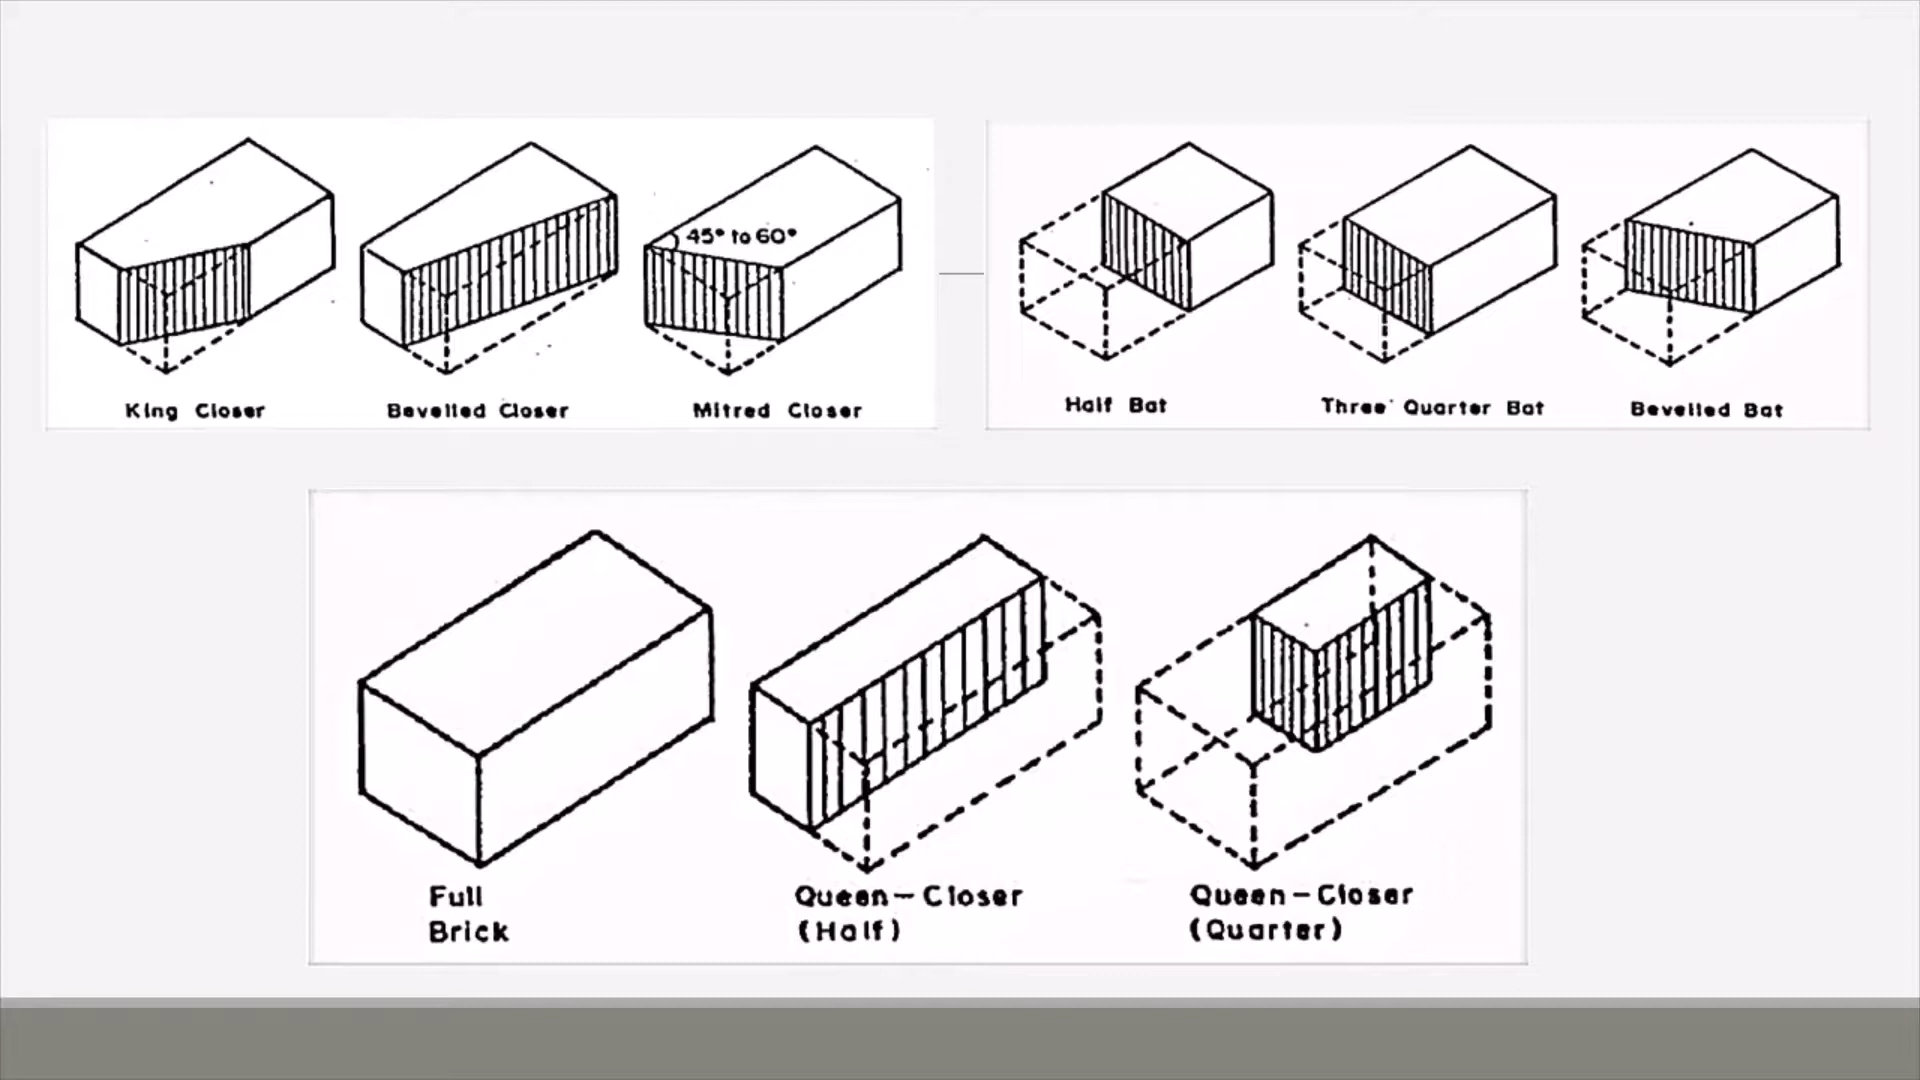 45° to 60°
King Closer
Bevelled Closer
Mitred Closer
Half Bat
Three Quarter Bat
Bevelled Bat
Full
Brick
Queen-Closer
(Half)
Queen-Closer
(Quarter)